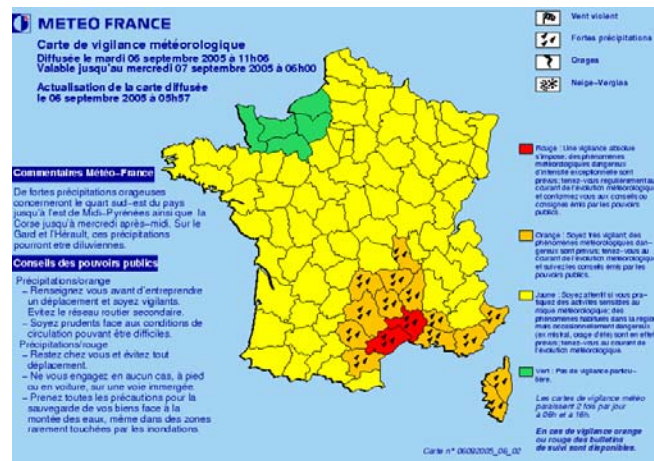 METEO FRANCE
Carte de vigilance météorologique
Diffusée le mardi 06 septembre 2005 à 11h06
Valable jusqu'au mercredi 07 septembre 2005 à 06h00
Actualisation de la carte diffusée
le 06 septembre 2005 à 05h57
Commentaires Météo-France
De fortes précipitations orageuses
concerneront le quart sud-est du pays
jusqu'à l'est de Midi-Pyrénées ainsi que la
Corse jusqu'à mercredi après-midi. Sur le
Gard et l'Hérault, ces précipitations
pourront etre diluviennes.
Conseils des pouvoirs publics
Précipitations/orange
- Renseignez vous avant d'entreprendre
un déplacement et soyez vigilants.
Evitez le réseau routier secondaire.
- Soyez prudents face aux conditions de
circulation pouvant être difficiles.
Précipitations/rouge
- Restez chez vous et évitez tout
déplacement.
- Ne vous engagez en aucun cas, à pied
ou en voiture, sur une voie immergée.
- Prenez toutes les précautions pour la
sauvegarde de vos biens face à la
montée des eaux, même dans des zones
rarement touchées par les inondations.
Vent violent
Fortes précipitations
Orages
Neige-Verglas
Rouge : Une vigilance absolue
s'impose; des phénomènes
météorologiques dangereux
d'intensité exceptionnelle sont
prévus; tenez-vous régulièrement au
courant de l'évolution météorologique
et conformez vous aux conseils ou
consignes émis par les pouvoirs
publics.
Orange : Soyez très vigilant; des
phénomènes météorologiques dan-
gereux sont prévus; tenez-vous au
courant de l'évolution météorologique
et suivez les conseils émis par les
pouvoirs publics.
Jaune : Soyez attentif si vous pra-
tiquez des activités sensibles au
risque météorologique; des
phénomènes habituels dans la région
mais occasionnellement dangereux
(ex mistral, orage d'été) sont en effet
prévus; tenez-vous au courant de
l'évolution météorologique.
Vert : Pas de vigilance particu-
lière.
Les cartes de vigilance météo
paraissent 2 fois par jour
à 06h et à 16h.
En cas de vigilance orange
ou rouge des bulletins
de suivi sont disponibles.
Carte n° 06092005_06_02